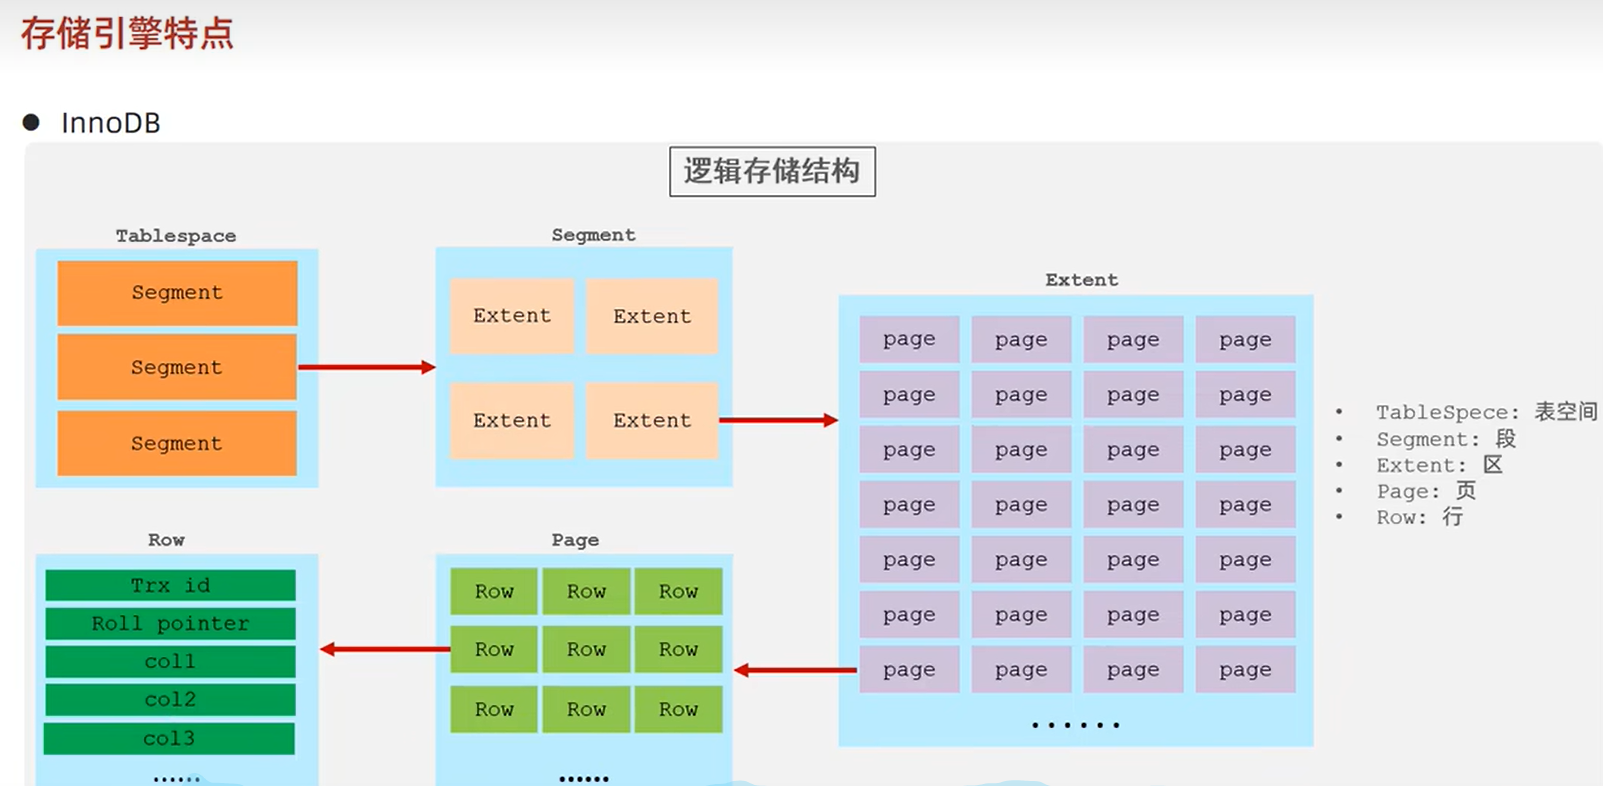 存储引擎特点
● InnoDB
逻辑存储结构
Tablespace
Segment
Segment
Segment
Segment
Extent Extent
Extent Extent
Extent
page page page page
page page page page
page page page page
page page page page
page page page page
page page page page
page page page page
......
• TableSpece: 表空间
• Segment: 段
• Extent: 区
• Page: 页
• Row: 行
Row
Trx id
Roll pointer
col1
col2
col3
......
Page
Row Row Row
Row Row Row
Row Row Row
......